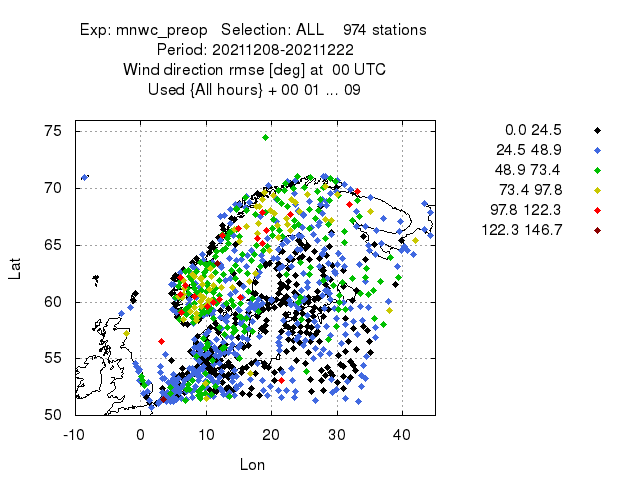 Exp: mnwc_preop   Selection: ALL    974 stations
Period: 20211208-20211222
Wind direction rmse [deg] at  00 UTC
Used {All hours} + 00 01 ... 09
0.0 24.5
24.5 48.9
48.9 73.4
73.4 97.8
97.8 122.3
122.3 146.7
Lat
75
70
65
60
55
50
-10 0 10 20 30 40
Lon